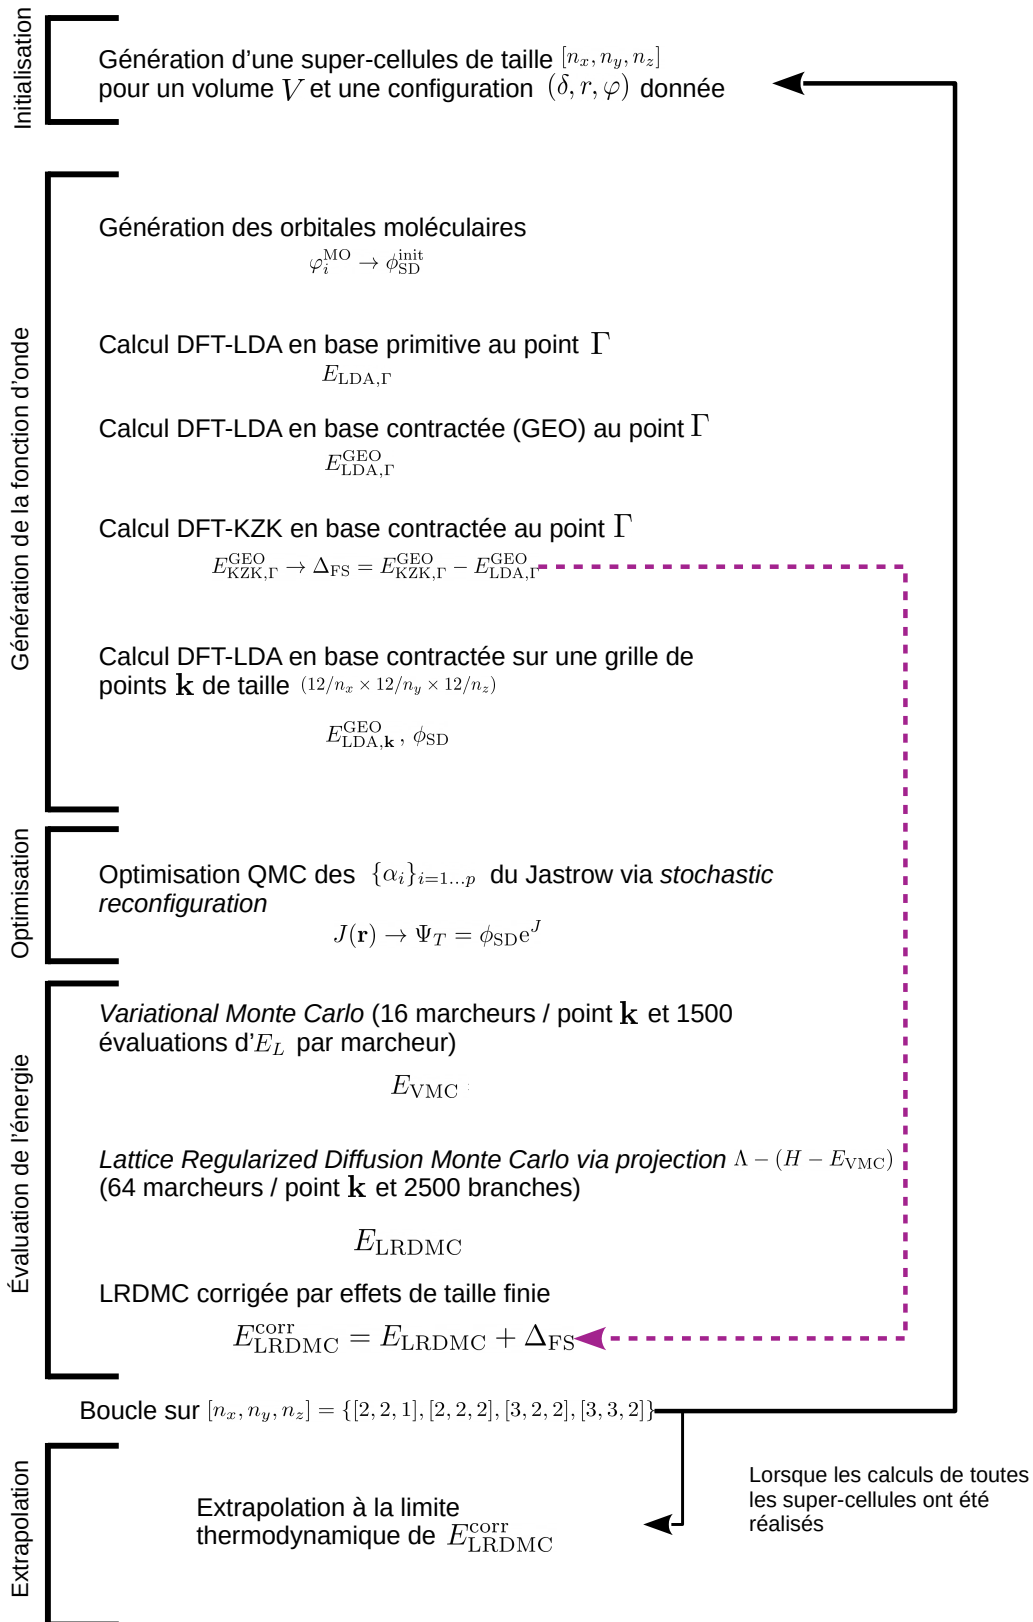 Initialisation
Génération d'une super-cellules de taille [n_x, n_y, n_z]
pour un volume V et une configuration (δ, r, φ) donnée
Génération de la fonction d'onde
Génération des orbitales moléculaires
φ_i^MO → ϕ_SD^init
Calcul DFT-LDA en base primitive au point Γ
E_LDA,Γ
Calcul DFT-LDA en base contractée (GEO) au point Γ
E_LDA,Γ^GEO
Calcul DFT-KZK en base contractée au point Γ
E_KZK,Γ^GEO → Δ_FS = E_KZK,Γ^GEO − E_LDA,Γ^GEO
Calcul DFT-LDA en base contractée sur une grille de
points k de taille (12/n_x × 12/n_y × 12/n_z)
E_LDA,k^GEO, ϕ_SD
Optimisation
Optimisation QMC des {α_i}_i=1...p du Jastrow via stochastic
reconfiguration
J(r) → Ψ_T = ϕ_SD e^J
Évaluation de l'énergie
Variational Monte Carlo (16 marcheurs / point k et 1500
évaluations d'E_L par marcheur)
E_VMC
Lattice Regularized Diffusion Monte Carlo via projection Λ − (H − E_VMC)
(64 marcheurs / point k et 2500 branches)
E_LRDMC
LRDMC corrigée par effets de taille finie
E_LRDMC^corr = E_LRDMC + Δ_FS
Boucle sur [n_x, n_y, n_z] = {[2, 2, 1], [2, 2, 2], [3, 2, 2], [3, 3, 2]}
Extrapolation
Extrapolation à la limite
thermodynamique de E_LRDMC^corr
Lorsque les calculs de toutes
les super-cellules ont été
réalisés